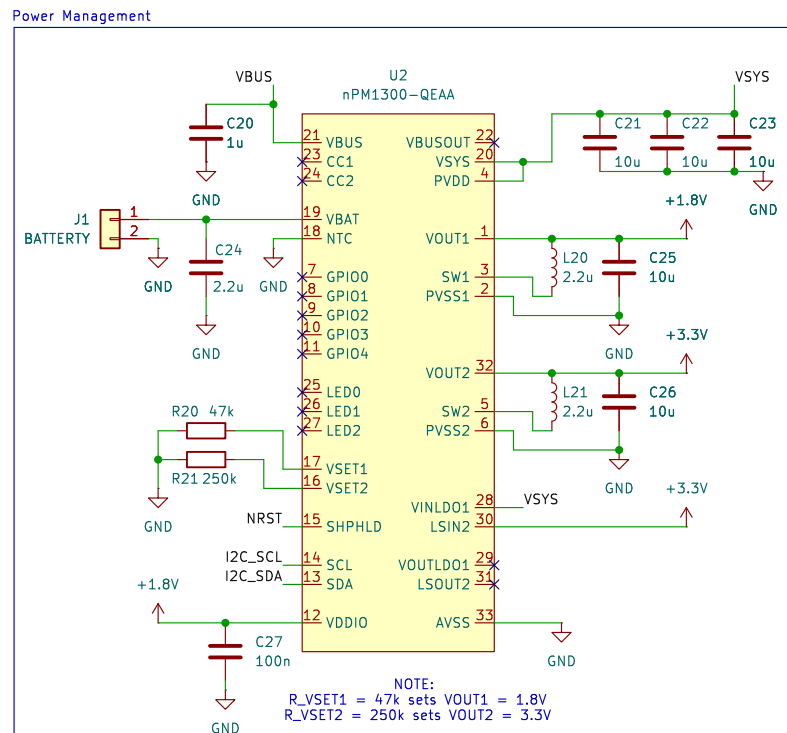 Power Management
U2
nPM1300-QEAA
VBUS
VSYS
C20
1u
GND
21 VBUS
23 CC1
24 CC2
19 VBAT
18 NTC
7 GPIO0
8 GPIO1
9 GPIO2
10 GPIO3
11 GPIO4
25 LED0
26 LED1
27 LED2
17 VSET1
16 VSET2
15 SHPHLD
14 SCL
13 SDA
12 VDDIO
VBUSOUT 22
VSYS 20
PVDD 4
VOUT1 1
SW1 3
PVSS1 2
VOUT2 32
SW2 5
PVSS2 6
VINLDO1 28
LSIN2 30
VOUTLDO1 29
LSOUT2 31
AVSS 33
C21
10u
C22
10u
C23
10u
GND
J1
BATTERTY
1
2
GND
C24
2.2u
GND
GND
+1.8V
L20
2.2u
C25
10u
GND
+3.3V
L21
2.2u
C26
10u
GND
R20 47k
R21 250k
GND
NRST
I2C_SCL
I2C_SDA
+1.8V
C27
100n
GND
VSYS
+3.3V
GND
NOTE:
R_VSET1 = 47k sets VOUT1 = 1.8V
R_VSET2 = 250k sets VOUT2 = 3.3V